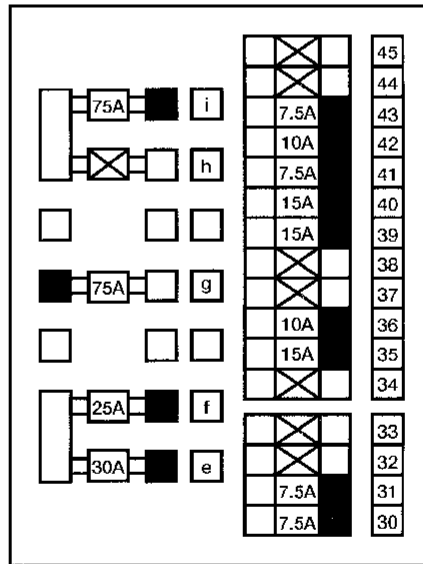 75A i
h
75A g
25A f
30A e
45
44
7.5A 43
10A 42
7.5A 41
15A 40
15A 39
38
37
10A 36
15A 35
34
33
32
7.5A 31
7.5A 30